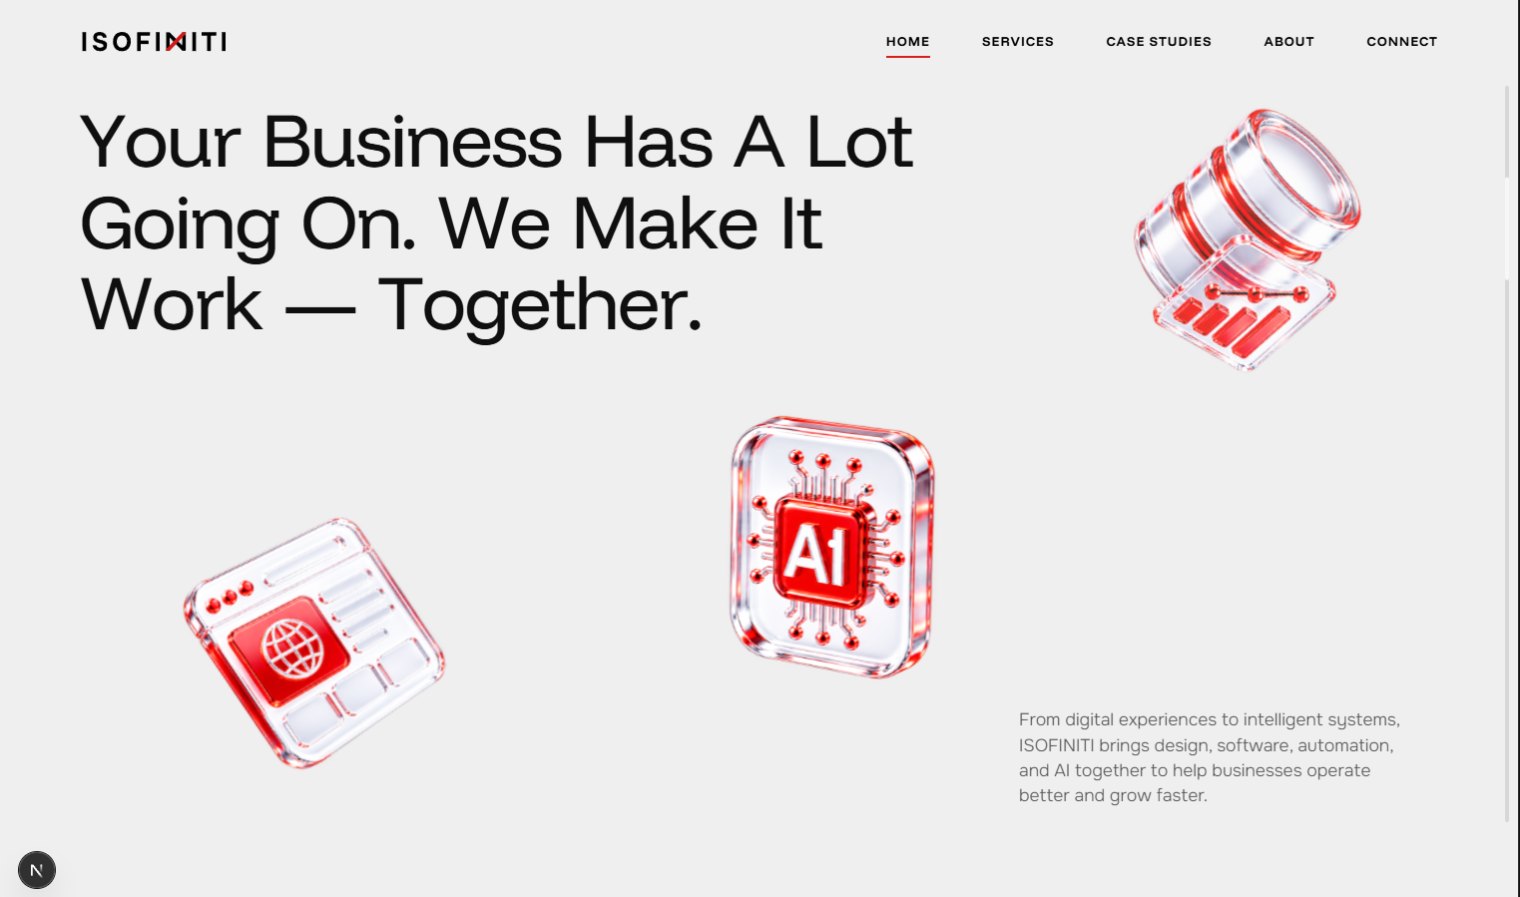 ISOFINITI
HOME
SERVICES
CASE STUDIES
ABOUT
CONNECT
Your Business Has A Lot
Going On. We Make It
Work — Together.
AI
From digital experiences to intelligent systems,
ISOFINITI brings design, software, automation,
and AI together to help businesses operate
better and grow faster.
N